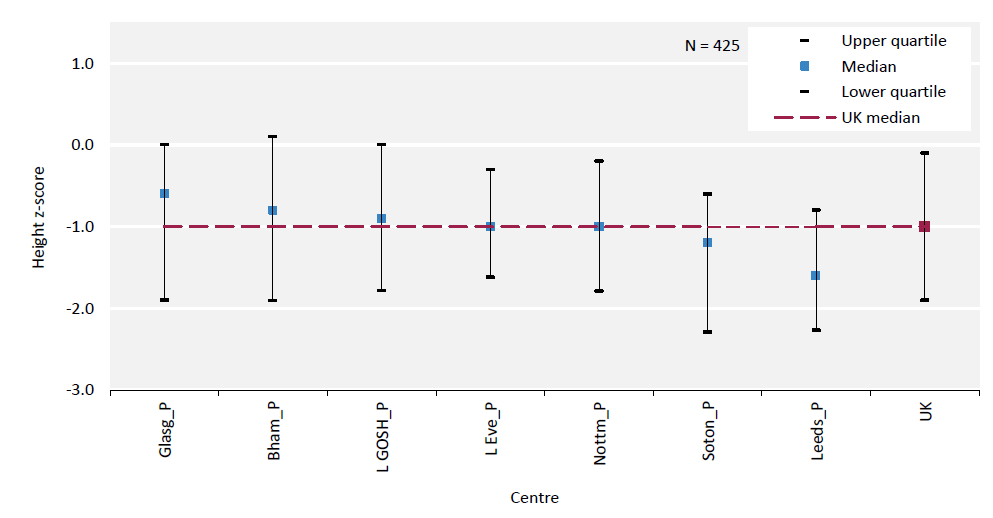 N = 425
Upper quartile
Median
Lower quartile
UK median
1.0
0.0
-1.0
-2.0
-3.0
Height z-score
Glasg_P
Bham_P
L GOSH_P
L Eve_P
Nottm_P
Soton_P
Leeds_P
UK
Centre